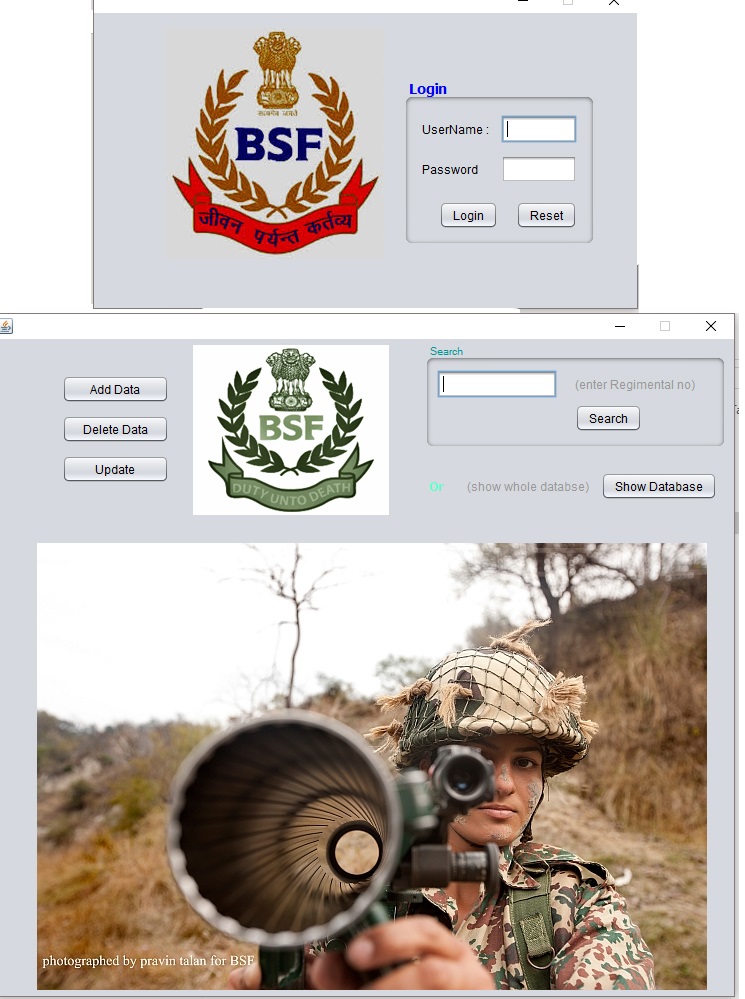 सत्यमेव जयते
BSF
जीवन पर्यन्त कर्तव्य
Login
UserName :
Password
Login
Reset
Add Data
Delete Data
Update
BSF
DUTY UNTO DEATH
Search
(enter Regimental no)
Search
Or
(show whole databse)
Show Database
photographed by pravin talan for BSF